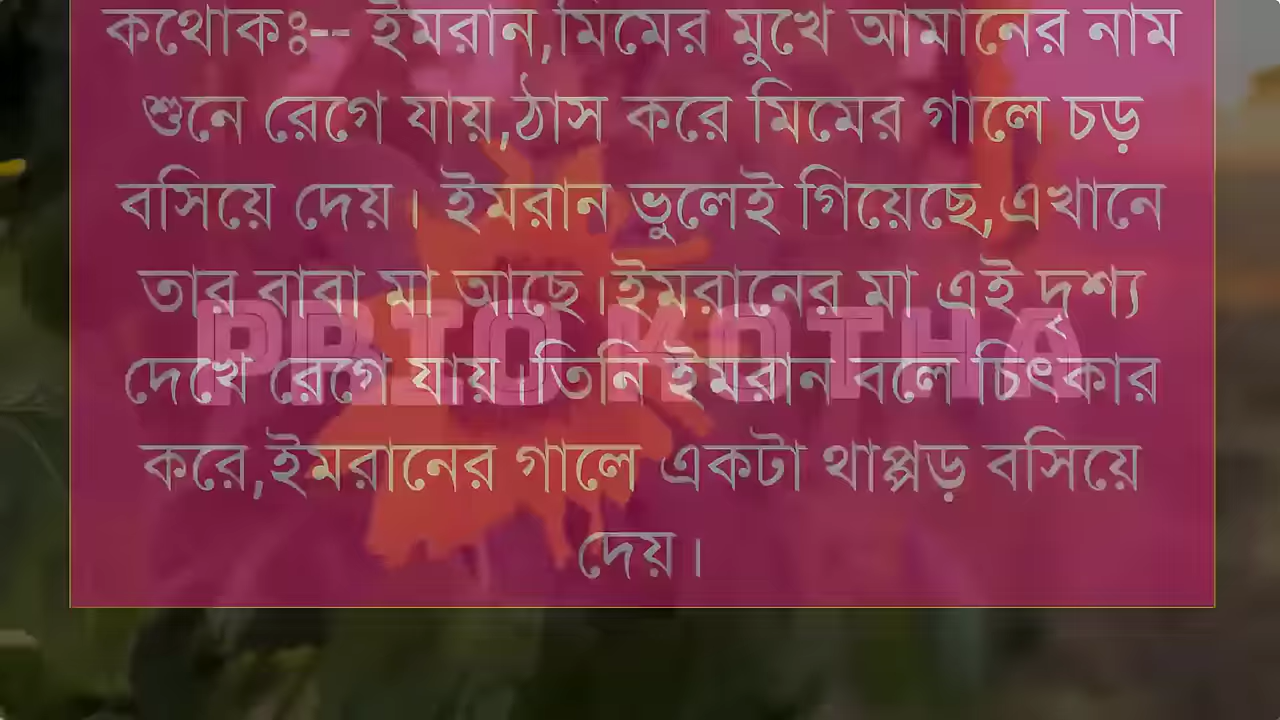 কথোকঃ-- ইমরান,মিমের মুখে আমানের নাম
শুনে রেগে যায়,ঠাস করে মিমের গালে চড়
বসিয়ে দেয়। ইমরান ভুলেই গিয়েছে,এখানে
তার বাবা মা আছে।ইমরানের মা এই দৃশ্য
PRIO KOTHA
দেখে রেগে যায়।তিনি ইমরান বলে চিৎকার
করে,ইমরানের গালে একটা থাপ্পড় বসিয়ে
দেয়।